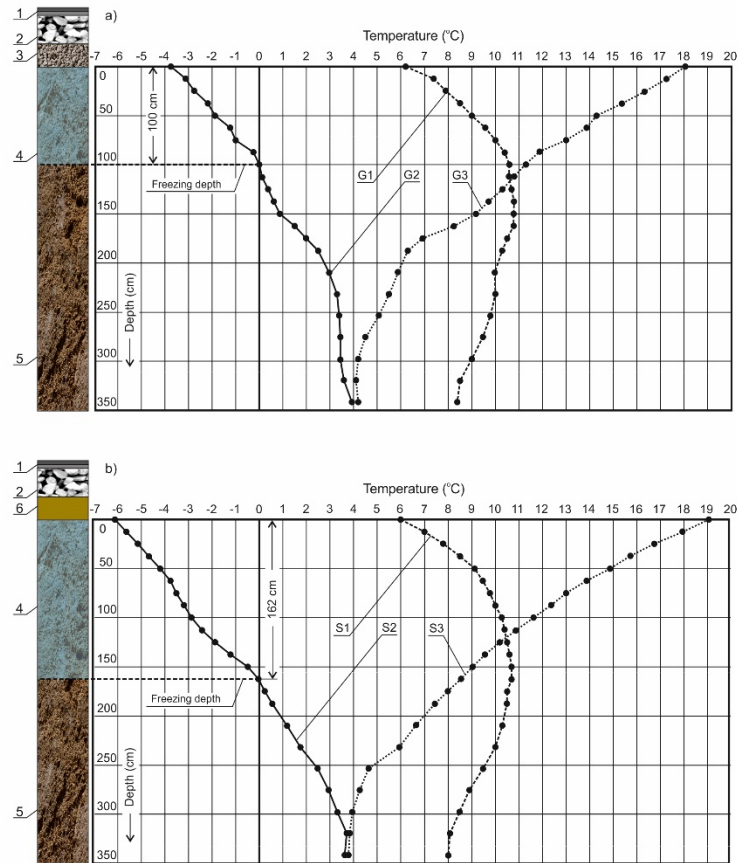 a)
1
2
3
4
5
Temperature (°C)
-7 -6 -5 -4 -3 -2 -1 0 1 2 3 4 5 6 7 8 9 10 11 12 13 14 15 16 17 18 19 20
0
50
100
150
200
250
300
350
100 cm
Freezing depth
Depth (cm)
G1
G2
G3
b)
1
2
6
4
5
Temperature (°C)
-7 -6 -5 -4 -3 -2 -1 0 1 2 3 4 5 6 7 8 9 10 11 12 13 14 15 16 17 18 19 20
0
50
100
150
200
250
300
350
162 cm
Freezing depth
Depth (cm)
S1
S2
S3